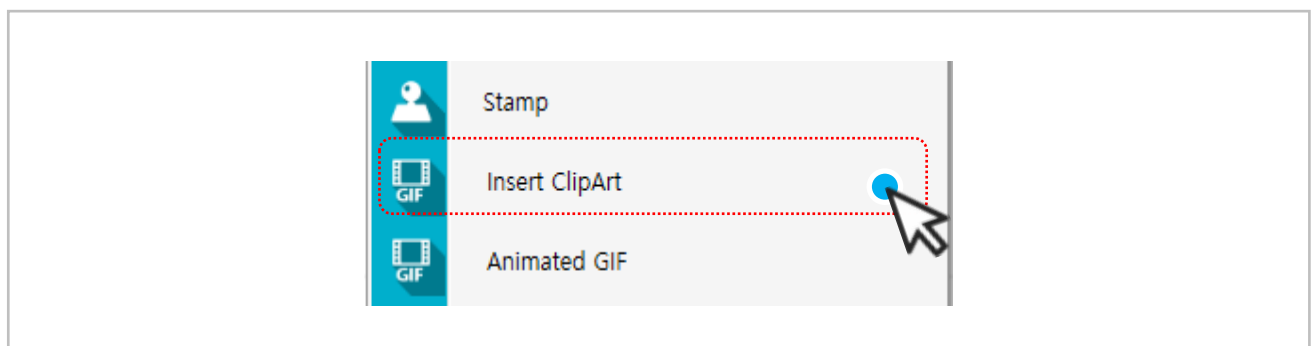 Stamp
GIF
Insert ClipArt
GIF
Animated GIF